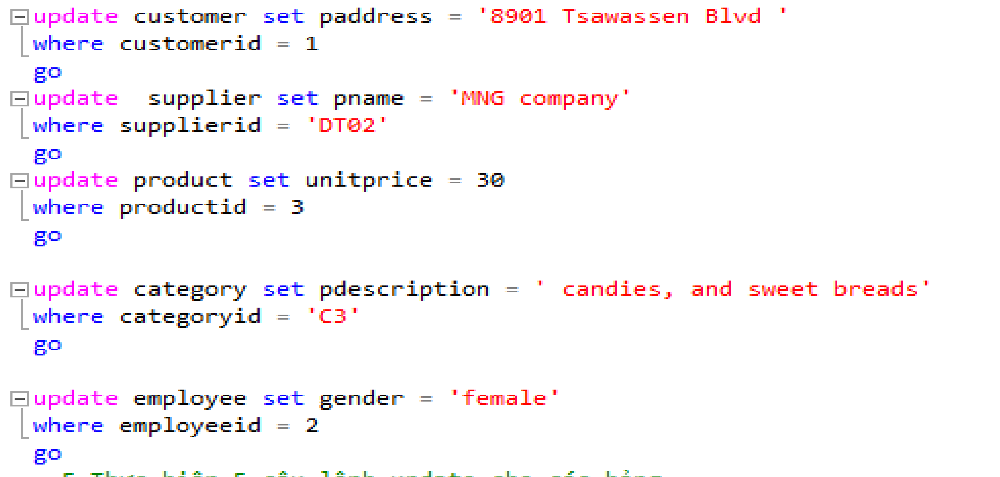 update customer set paddress = '8901 Tsawassen Blvd '
where customerid = 1
go
update  supplier set pname = 'MNG company'
where supplierid = 'DT02'
go
update product set unitprice = 30
where productid = 3
go
update category set pdescription = ' candies, and sweet breads'
where categoryid = 'C3'
go
update employee set gender = 'female'
where employeeid = 2
go